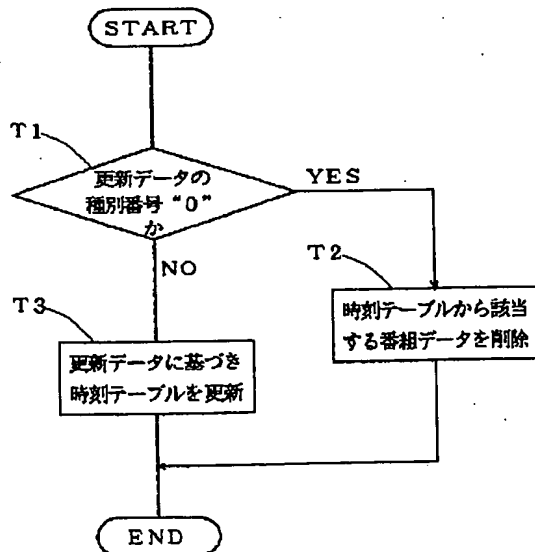 START
T1
更新データの
種別番号 “0”
か
YES
NO
T2
時刻テーブルから該当
する番組データを削除
T3
更新データに基づき
時刻テーブルを更新
END